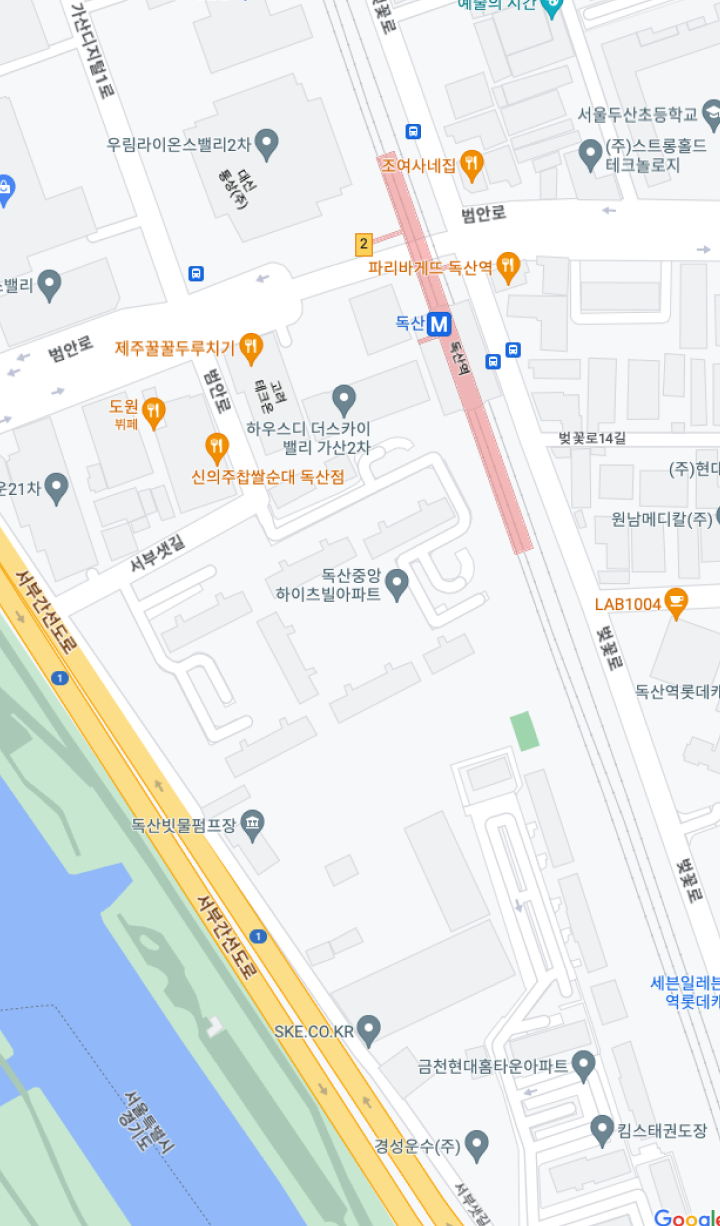 예술의 시간
벚꽃로
가산디지털1로
서울두산초등학교
우림라이온스밸리2차
(주)스트롱홀드
테크놀로지
조여사네집
대신
통상(주)
범안로
2
파리바게뜨 독산역
스밸리
독산
M
범안로
제주꿀꿀두루치기
독산역
범안로
고려
테크온
도원
뷔페
하우스디 더스카이
밸리 가산2차
벚꽃로14길
신의주찹쌀순대 독산점
(주)현대
운21차
원남메디칼(주)
서부샛길
독산중앙
하이츠빌아파트
서부간선도로
LAB1004
벚꽃로
1
독산역롯데캐
독산빗물펌프장
벚꽃로
서부간선도로
1
세븐일레븐
역롯데캐
SKE.CO.KR
금천현대홈타운아파트
서울특별시
경기도
킴스태권도장
경성운수(주)
서부샛길
Google